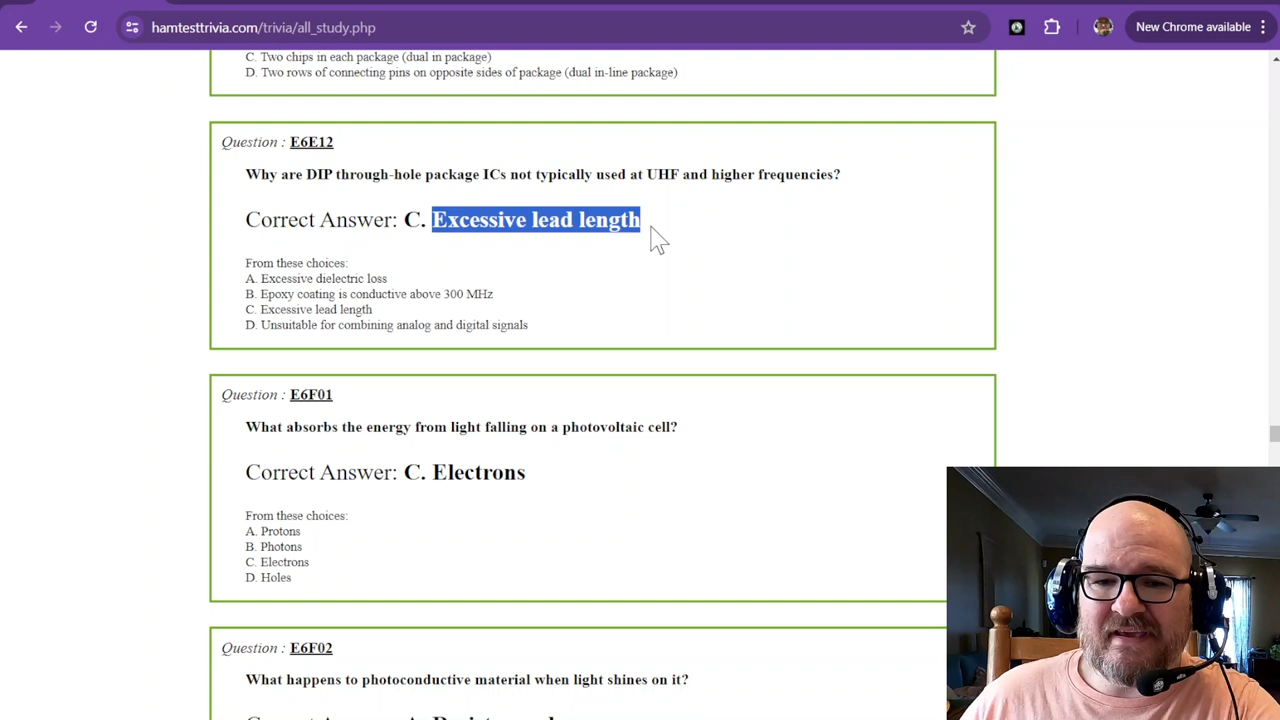 hamtesttrivia.com/trivia/all_study.php
New Chrome available
C. Two chips in each package (dual in package)
D. Two rows of connecting pins on opposite sides of package (dual in-line package)
Question : E6E12
Why are DIP through-hole package ICs not typically used at UHF and higher frequencies?
Correct Answer: C. Excessive lead length
From these choices:
A. Excessive dielectric loss
B. Epoxy coating is conductive above 300 MHz
C. Excessive lead length
D. Unsuitable for combining analog and digital signals
Question : E6F01
What absorbs the energy from light falling on a photovoltaic cell?
Correct Answer: C. Electrons
From these choices:
A. Protons
B. Photons
C. Electrons
D. Holes
Question : E6F02
What happens to photoconductive material when light shines on it?